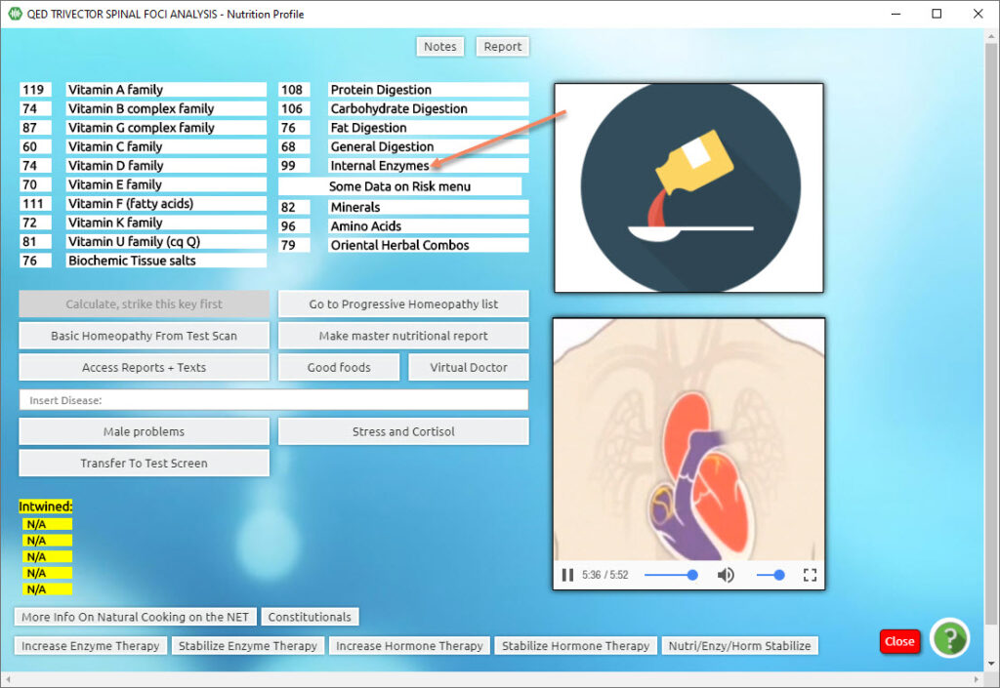 QED TRIVECTOR SPINAL FOCI ANALYSIS - Nutrition Profile
Notes Report
119 Vitamin A family
74 Vitamin B complex family
87 Vitamin G complex family
60 Vitamin C family
74 Vitamin D family
70 Vitamin E family
111 Vitamin F (fatty acids)
72 Vitamin K family
81 Vitamin U family (cq Q)
76 Biochemic Tissue salts
108 Protein Digestion
106 Carbohydrate Digestion
76 Fat Digestion
68 General Digestion
99 Internal Enzymes
Some Data on Risk menu
82 Minerals
96 Amino Acids
79 Oriental Herbal Combos
Calculate, strike this key first Go to Progressive Homeopathy list
Basic Homeopathy From Test Scan Make master nutritional report
Access Reports + Texts Good foods Virtual Doctor
Insert Disease:
Male problems Stress and Cortisol
Transfer To Test Screen
Intwined:
N/A
N/A
N/A
N/A
N/A
5:36 / 5:52
More Info On Natural Cooking on the NET Constitutionals
Increase Enzyme Therapy Stabilize Enzyme Therapy Increase Hormone Therapy Stabilize Hormone Therapy Nutri/Enzy/Horm Stabilize
Close ?